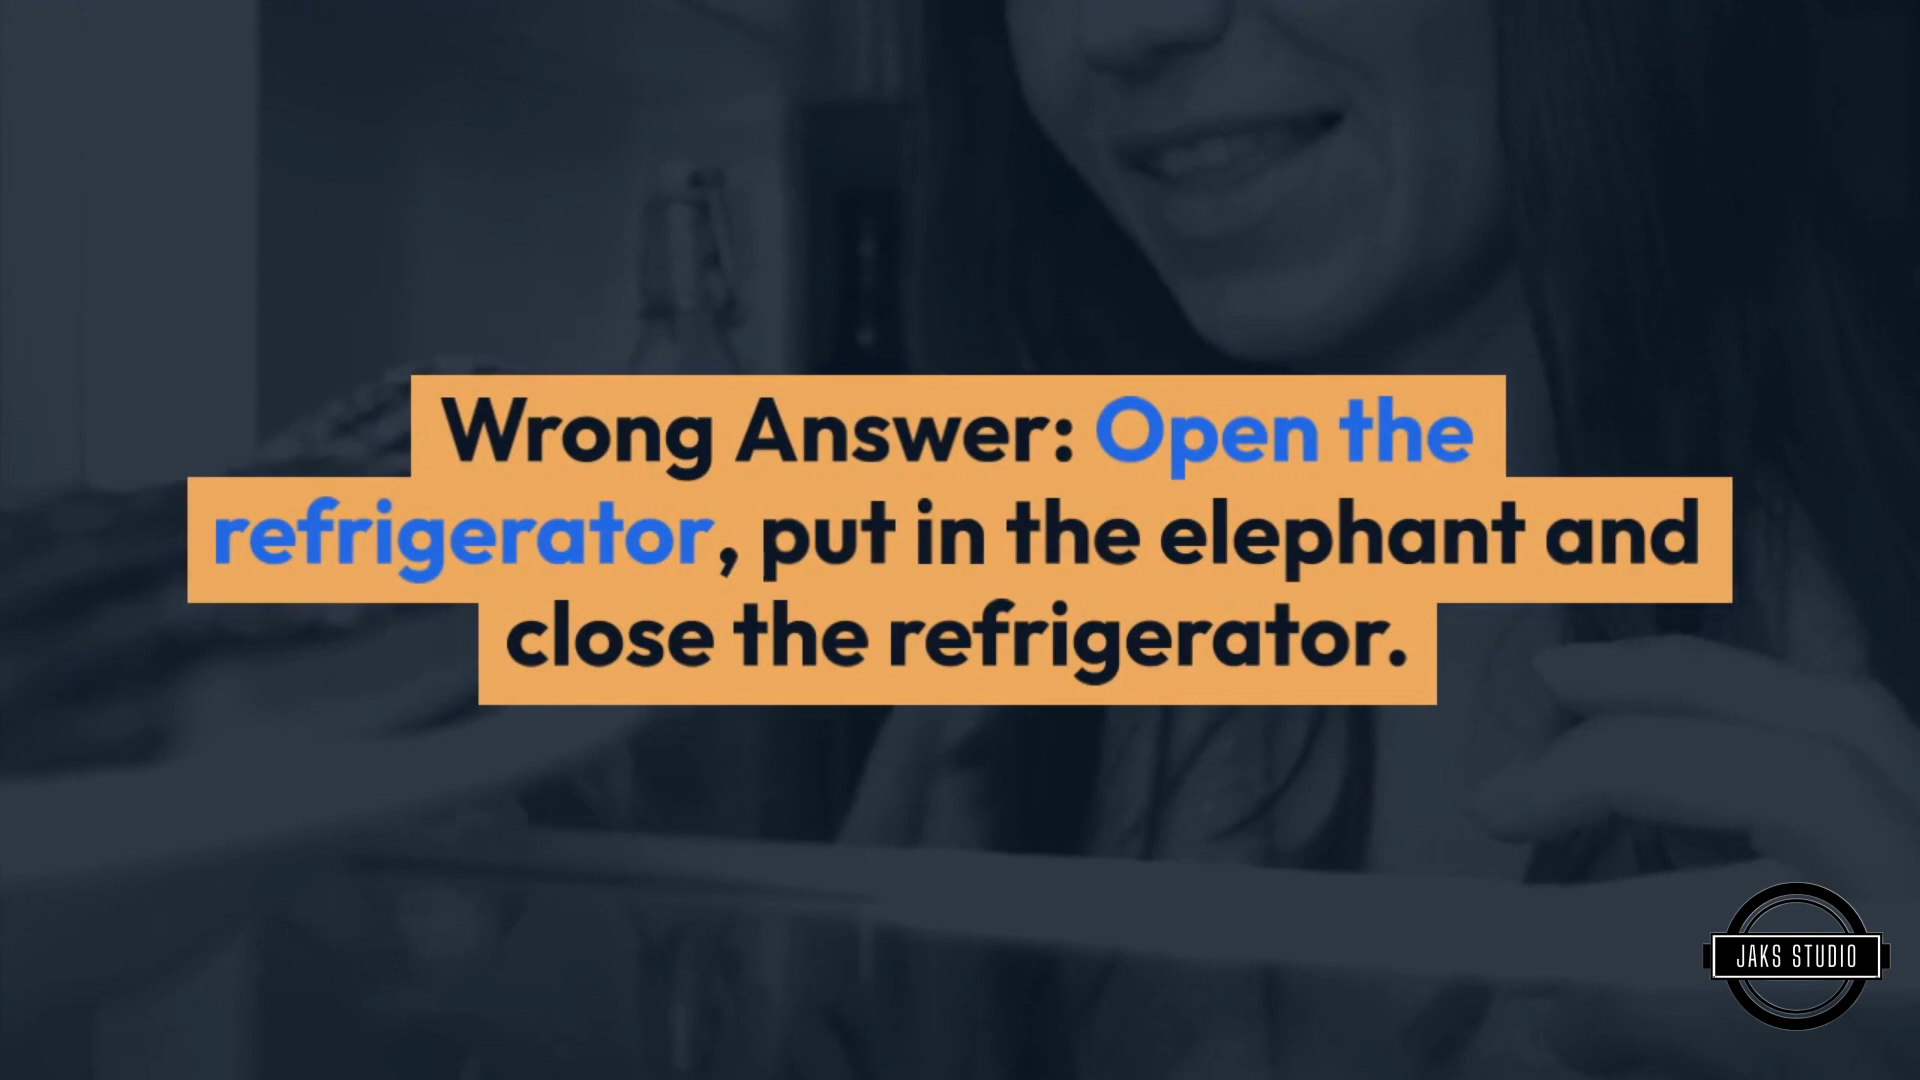 Wrong Answer: Open the
refrigerator, put in the elephant and
close the refrigerator.
JAKS STUDIO